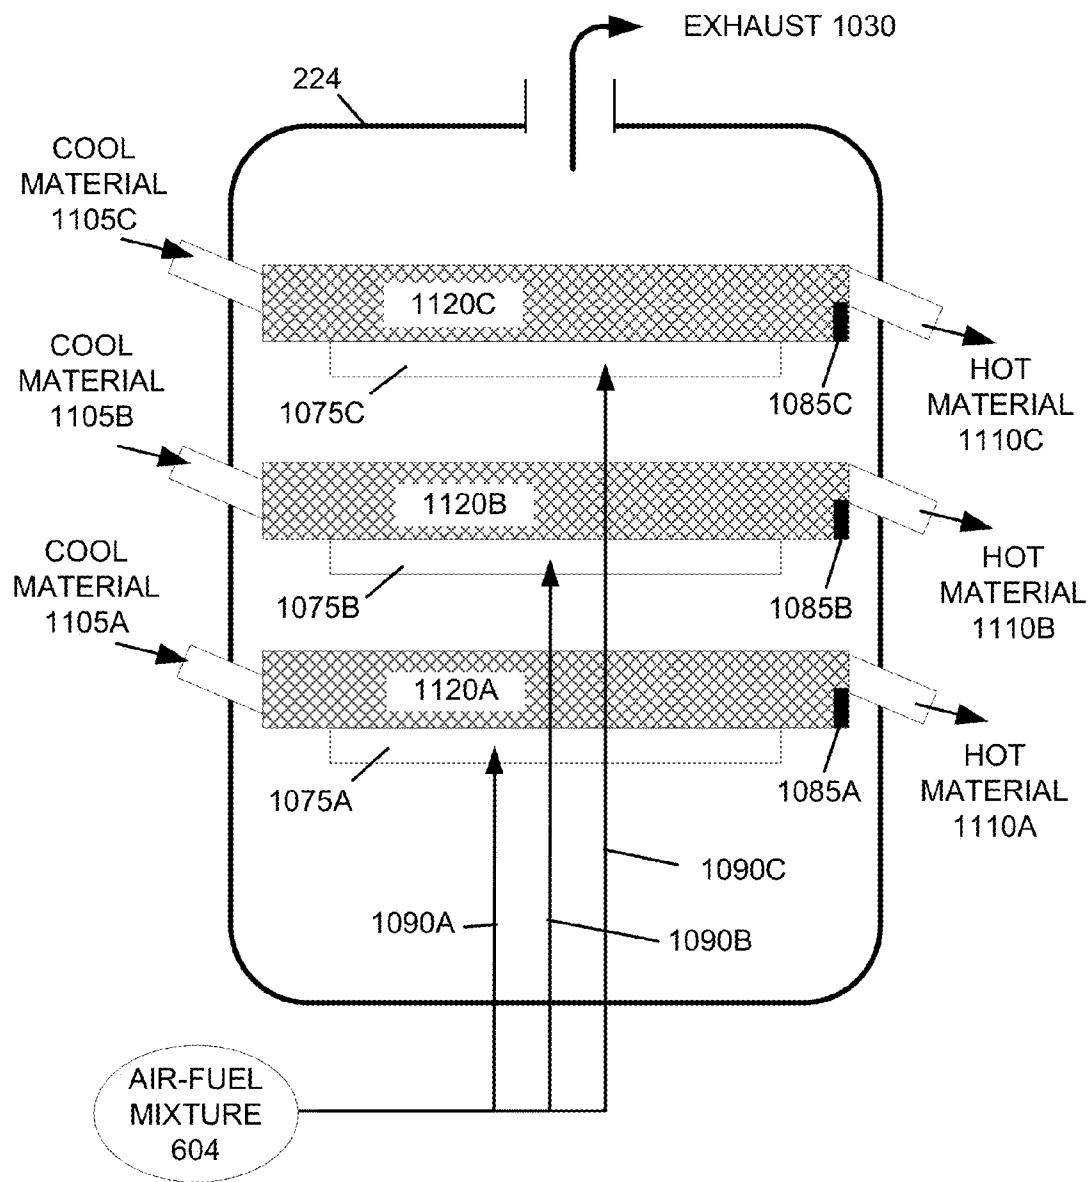 EXHAUST 1030
224
COOL
MATERIAL
1105C
1120C
1075C
1085C
HOT
MATERIAL
1110C
COOL
MATERIAL
1105B
1120B
1075B
1085B
HOT
MATERIAL
1110B
COOL
MATERIAL
1105A
1120A
1075A
1085A
HOT
MATERIAL
1110A
1090C
1090A
1090B
AIR-FUEL
MIXTURE
604